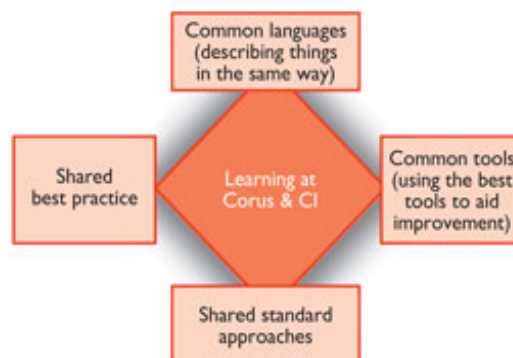 Common languages
(describing things
in the same way)
Shared
best practice
Learning at
Corus & CI
Common tools
(using the best
tools to aid
improvement)
Shared standard
approaches